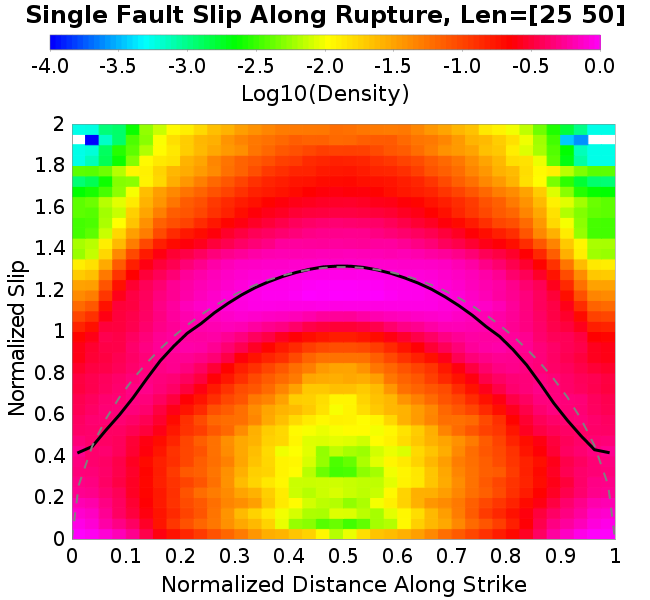 Single Fault Slip Along Rupture, Len=[25 50]
-4.0 -3.5 -3.0 -2.5 -2.0 -1.5 -1.0 -0.5 0.0
Log10(Density)
2
1.8
1.6
1.4
1.2
1
0.8
0.6
0.4
0.2
0
Normalized Slip
0 0.1 0.2 0.3 0.4 0.5 0.6 0.7 0.8 0.9 1
Normalized Distance Along Strike